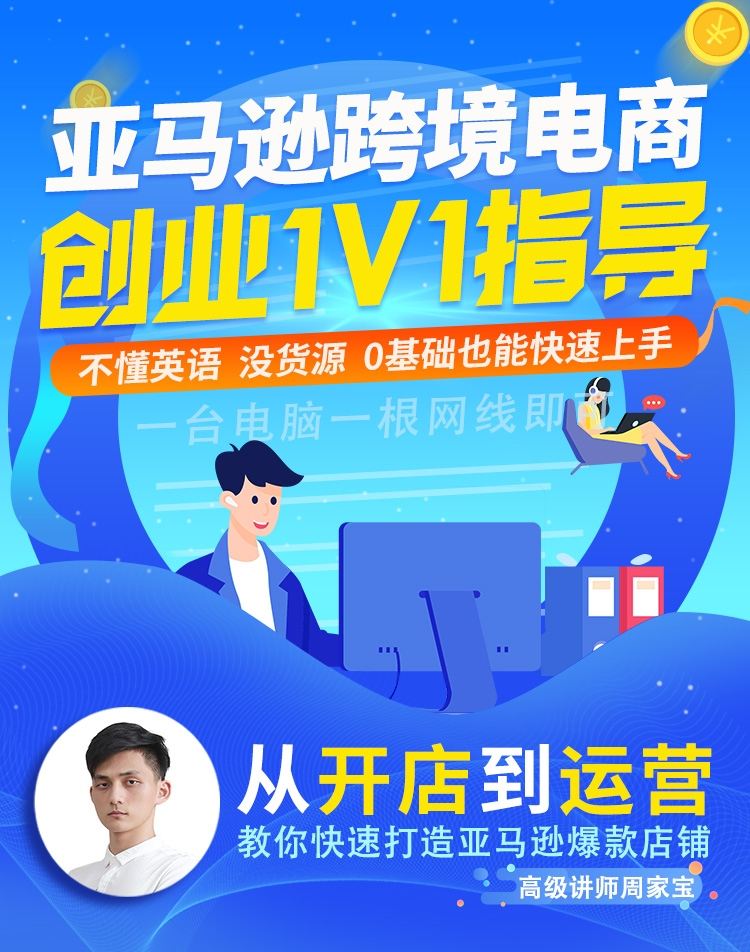 亚马逊跨境电商
创业1V1指导
不懂英语 没货源 0基础也能快速上手
一台电脑一根网线即可
从开店到运营
教你快速打造亚马逊爆款店铺
高级讲师周家宝